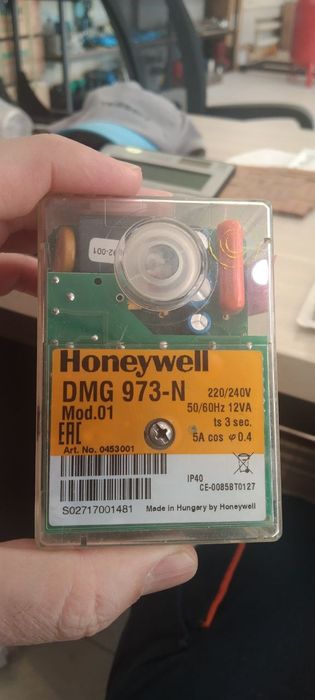 Honeywell
DMG 973-N
Mod.01
220/240V
50/60Hz 12VA
ts 3 sec.
5A cos φ 0.4
EAC
Art. No. 0453001
IP40
CE-0085BT0127
S02717001481
Made in Hungary by Honeywell